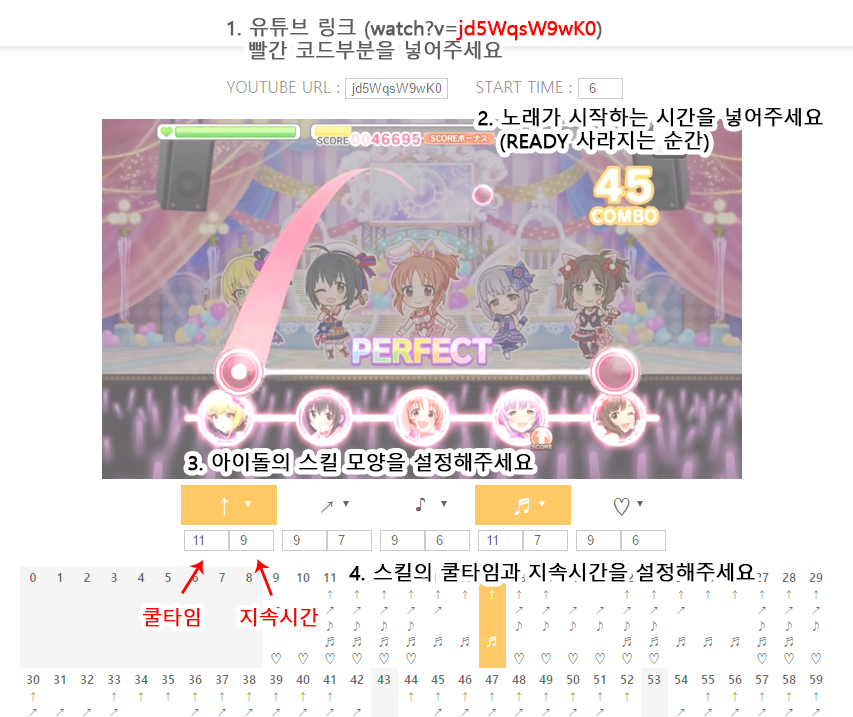 1. 유튜브 링크 (watch?v=jd5WqsW9wK0)
빨간 코드부분을 넣어주세요
YOUTUBE URL : jd5WqsW9wK0 START TIME : 6
2. 노래가 시작하는 시간을 넣어주세요
(READY 사라지는 순간)
SCORE 0046695 SCOREボーナス
45
COMBO
PERFECT
SCORE
3. 아이돌의 스킬 모양을 설정해주세요
↑ ▼ ↗ ▼ ♪ ▼ ♬ ▼ ♡ ▼
11 9 9 7 9 6 11 7 9 6
4. 스킬의 쿨타임과 지속시간을 설정해주세요
0 1 2 3 4 5 6 7 8 9 10 11 27 28 29
쿨타임 지속시간
30 31 32 33 34 35 36 37 38 39 40 41 42 43 44 45 46 47 48 49 50 51 52 53 54 55 56 57 58 59